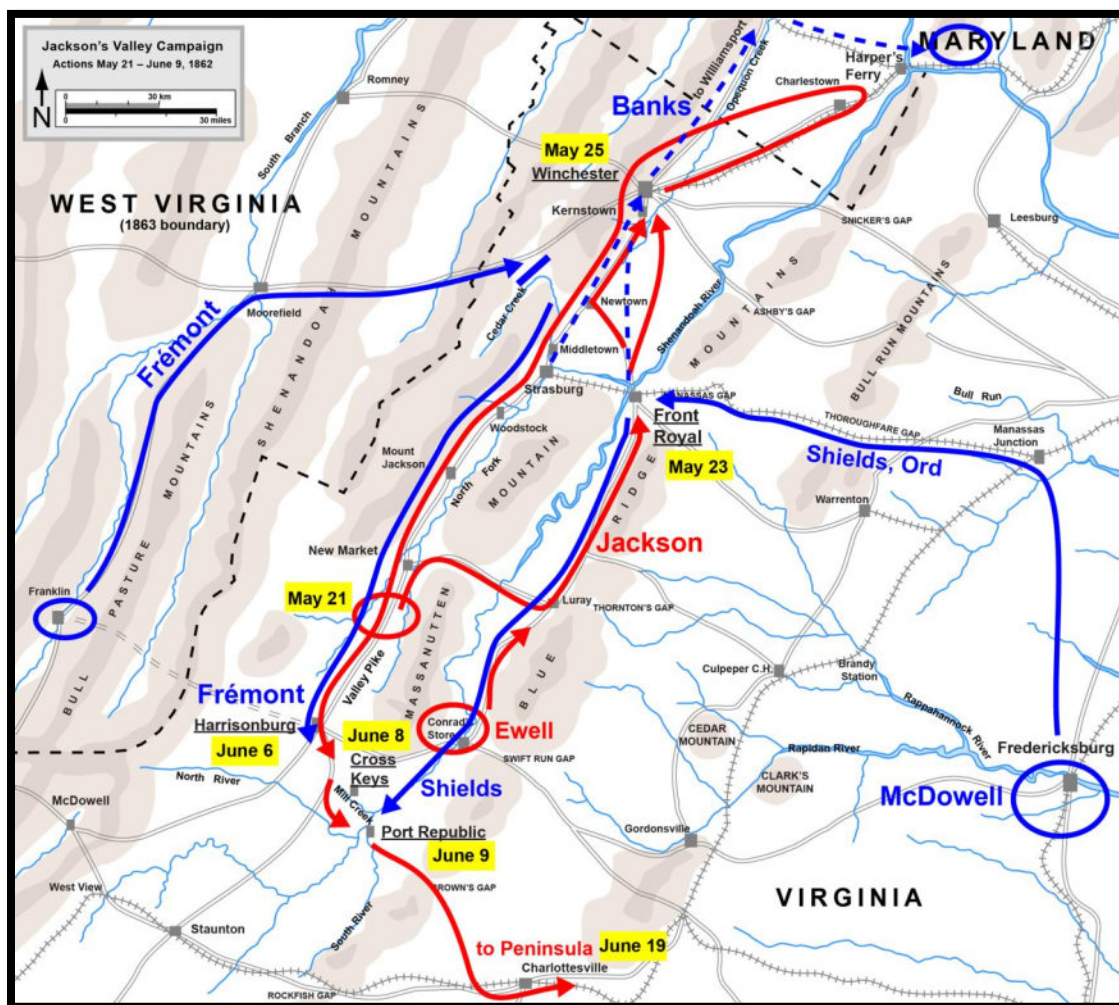 Jackson's Valley Campaign
Actions May 21 – June 9, 1862
0 30 km
0 30 miles
N
MARYLAND
Harper's
Ferry
Charlestown
to Williamsport
Opequon Creek
Romney
South Branch
Banks
May 25
Winchester
Kernstown
WEST VIRGINIA
(1863 boundary)
SHENANDOAH MOUNTAINS
SNICKER'S GAP
Leesburg
Moorefield
Frémont
Cedar Creek
Newtown
Shenandoah River
MOUNTAINS
ASHBY'S GAP
BULL RUN MOUNTAINS
Middletown
Strasburg
MANASSAS GAP
Bull Run
Front
Royal
May 23
THOROUGHFARE GAP
Manassas
Junction
Shields, Ord
Woodstock
Mount
Jackson
North Fork
MOUNTAIN
Warrenton
Jackson
New Market
BULL PASTURE MOUNTAINS
Franklin
May 21
Luray
THORNTON'S GAP
BLUE RIDGE
MASSANUTTEN
Valley Pike
Culpeper C.H.
Brandy
Station
Rappahannock River
Frémont
Harrisonburg
June 6
June 8
Cross
Keys
Conrad's
Store
Ewell
SWIFT RUN GAP
CEDAR
MOUNTAIN
Rapidan River
Fredericksburg
CLARK'S
MOUNTAIN
McDowell
North River
Mill Creek
Shields
McDowell
Port Republic
June 9
Gordonsville
BROWN'S GAP
VIRGINIA
West View
Staunton
South River
to Peninsula
June 19
Charlottesville
ROCKFISH GAP